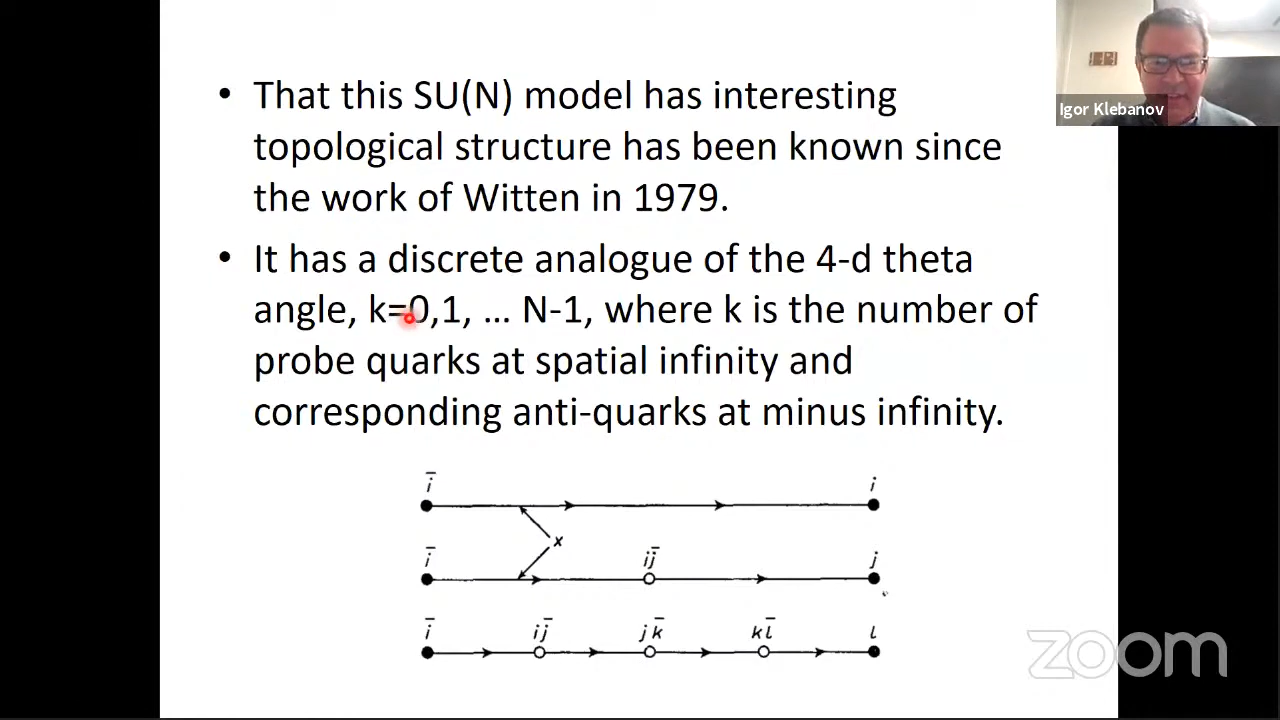 • That this SU(N) model has interesting
topological structure has been known since
the work of Witten in 1979.
• It has a discrete analogue of the 4-d theta
angle, k=0,1, … N-1, where k is the number of
probe quarks at spatial infinity and
corresponding anti-quarks at minus infinity.
i̅ i
x
i̅ ij̅ j
i̅ ij̅ jk̅ kl̅ l
Igor Klebanov
zoom